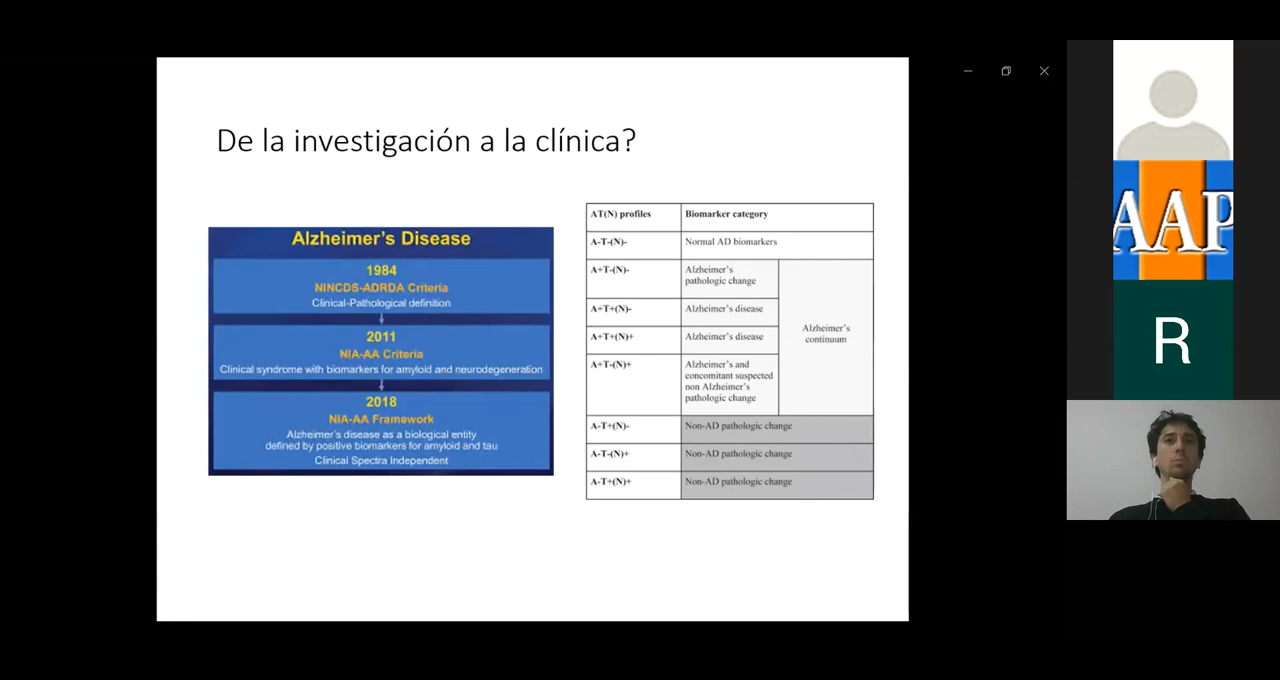 De la investigación a la clínica?
Alzheimer's Disease
1984
NINCDS-AORDA Criteria
Clinical-Pathological definition
2011
NIA-AA Criteria
Clinical syndrome with biomarkers for amyloid and neurodegeneration
2018
NIA-AA Framework
Alzheimer's disease as a biological entity
defined by positive biomarkers for amyloid and tau
Clinical Spectra Independent
AT(N) profiles
Biomarker category
A-T-(N)-
Normal AD biomarkers
A+T-(N)-
Alzheimer's
pathologic change
A+T+(N)-
Alzheimer's disease
A+T+(N)+
Alzheimer's disease
A+T-(N)+
Alzheimer's and
concomitant suspected
non Alzheimer's
pathologic change
Alzheimer's
continuum
A-T+(N)-
Non-AD pathologic change
A-T-(N)+
Non-AD pathologic change
A-T+(N)+
Non-AD pathologic change
AAP
R